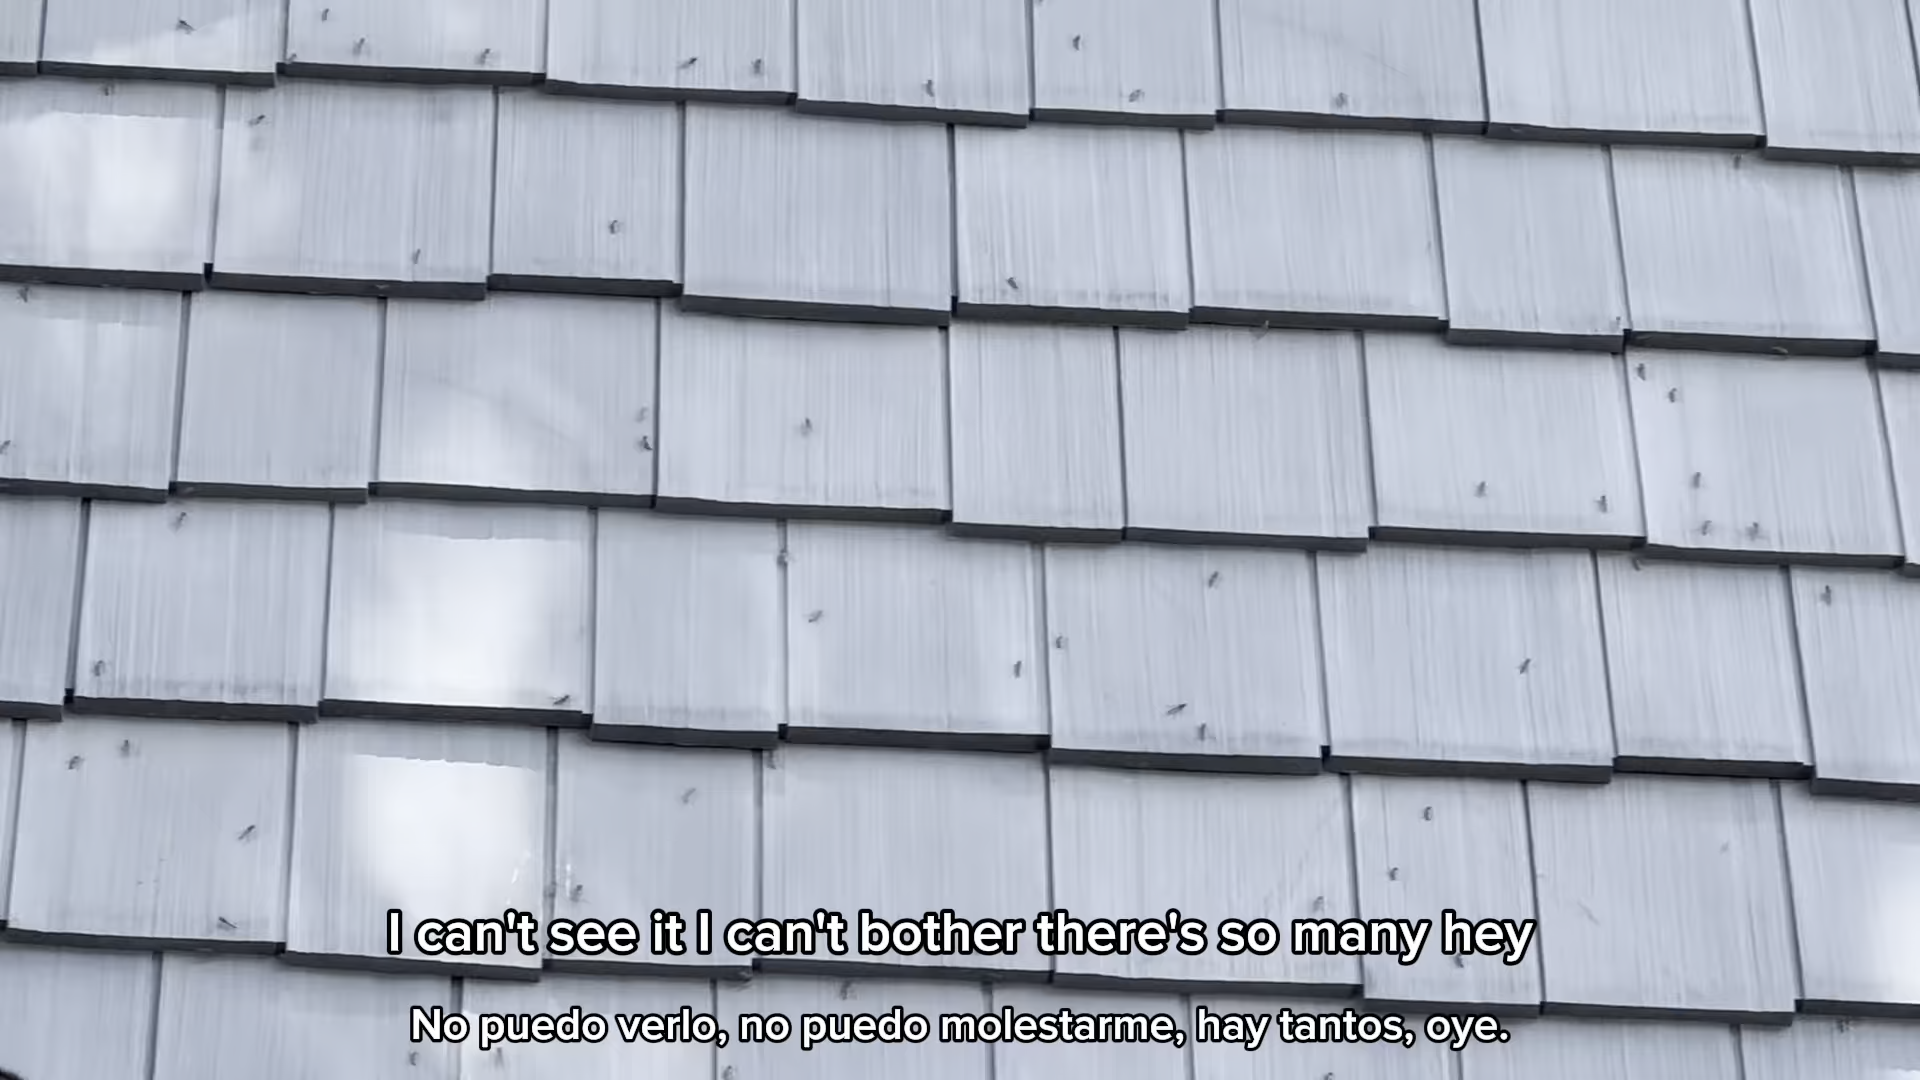 I can't see it I can't bother there's so many hey
No puedo verlo, no puedo molestarme, hay tantos, oye.